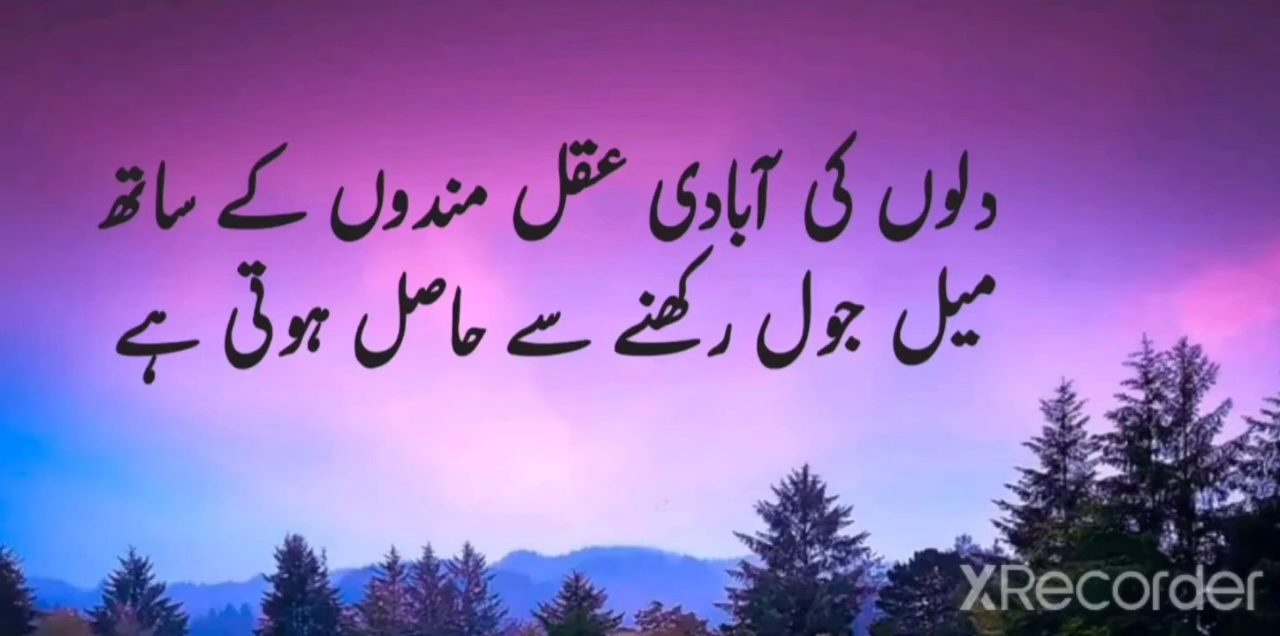 دلوں کی آبادی عقل مندوں کے ساتھ
میل جول رکھنے سے حاصل ہوتی ہے
XRecorder